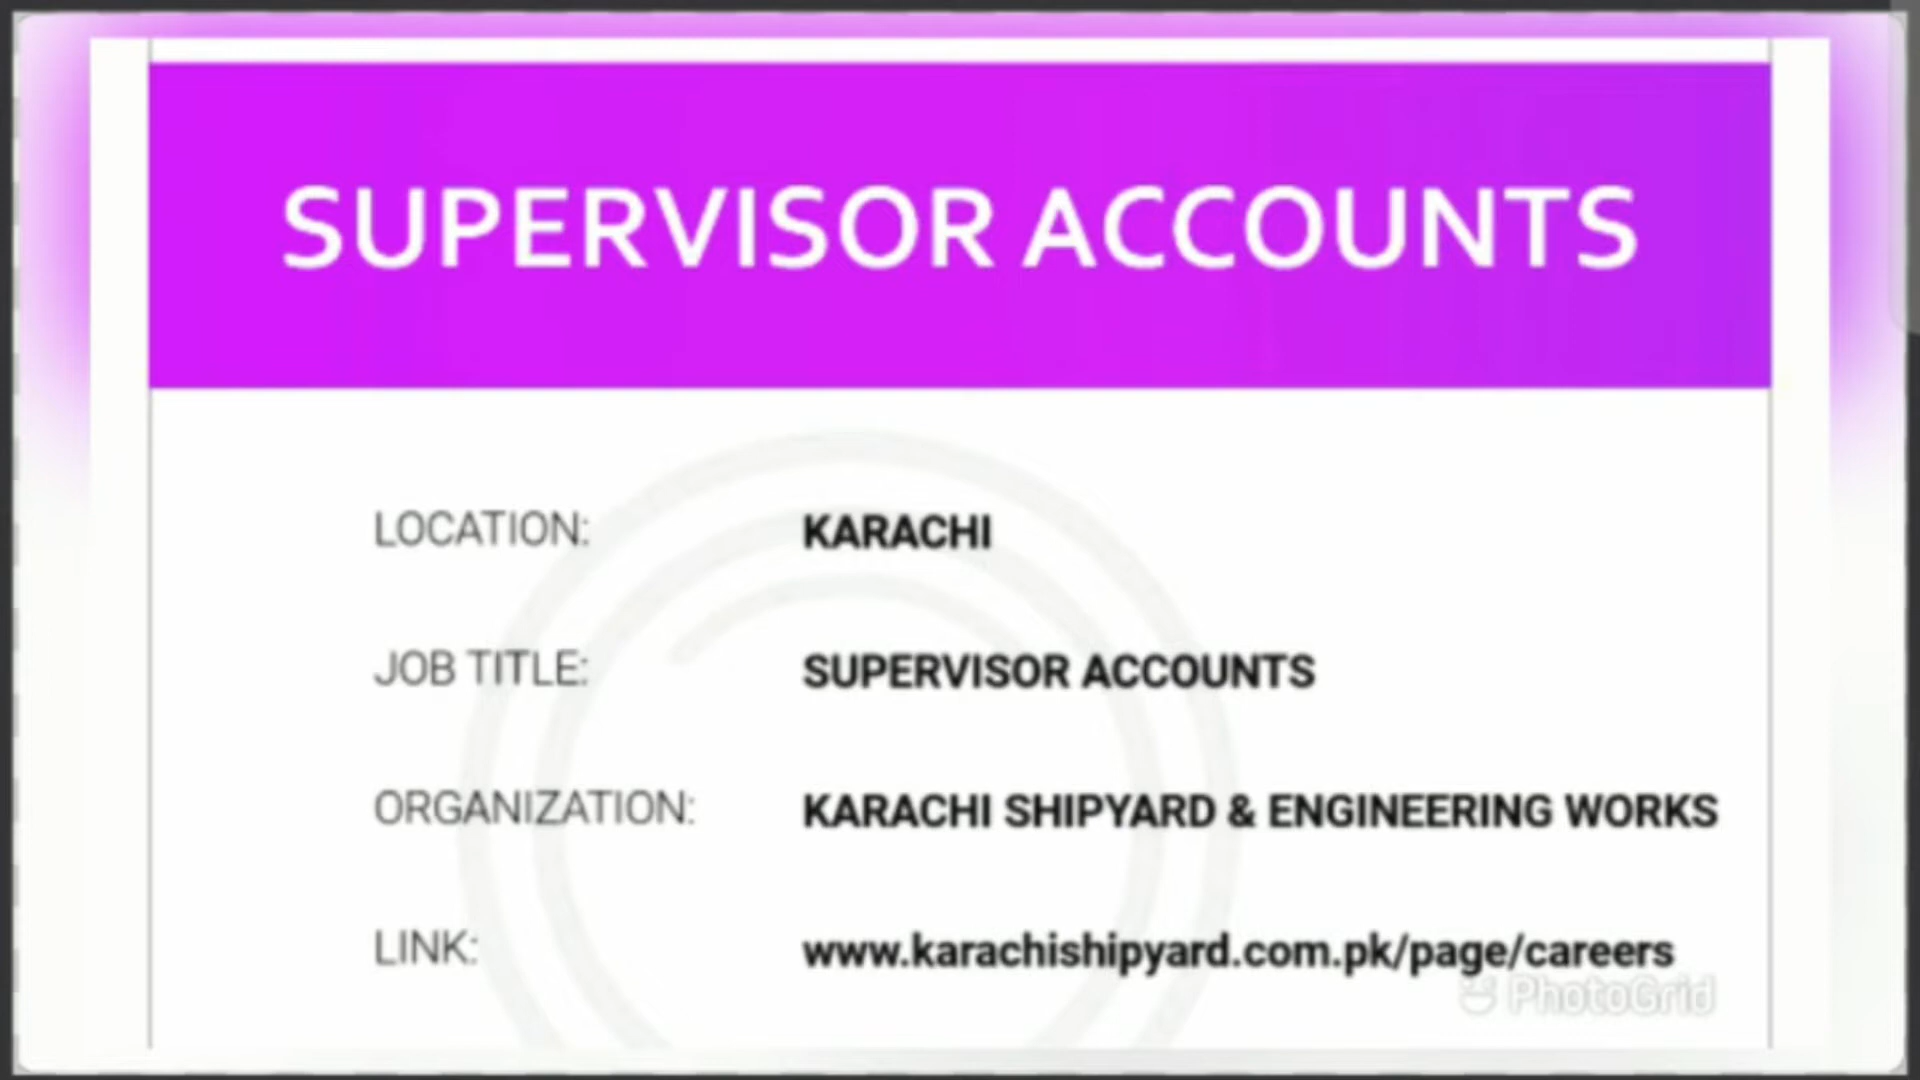 SUPERVISOR ACCOUNTS
LOCATION: KARACHI
JOB TITLE: SUPERVISOR ACCOUNTS
ORGANIZATION: KARACHI SHIPYARD & ENGINEERING WORKS
LINK: www.karachishipyard.com.pk/page/careers
PhotoGrid